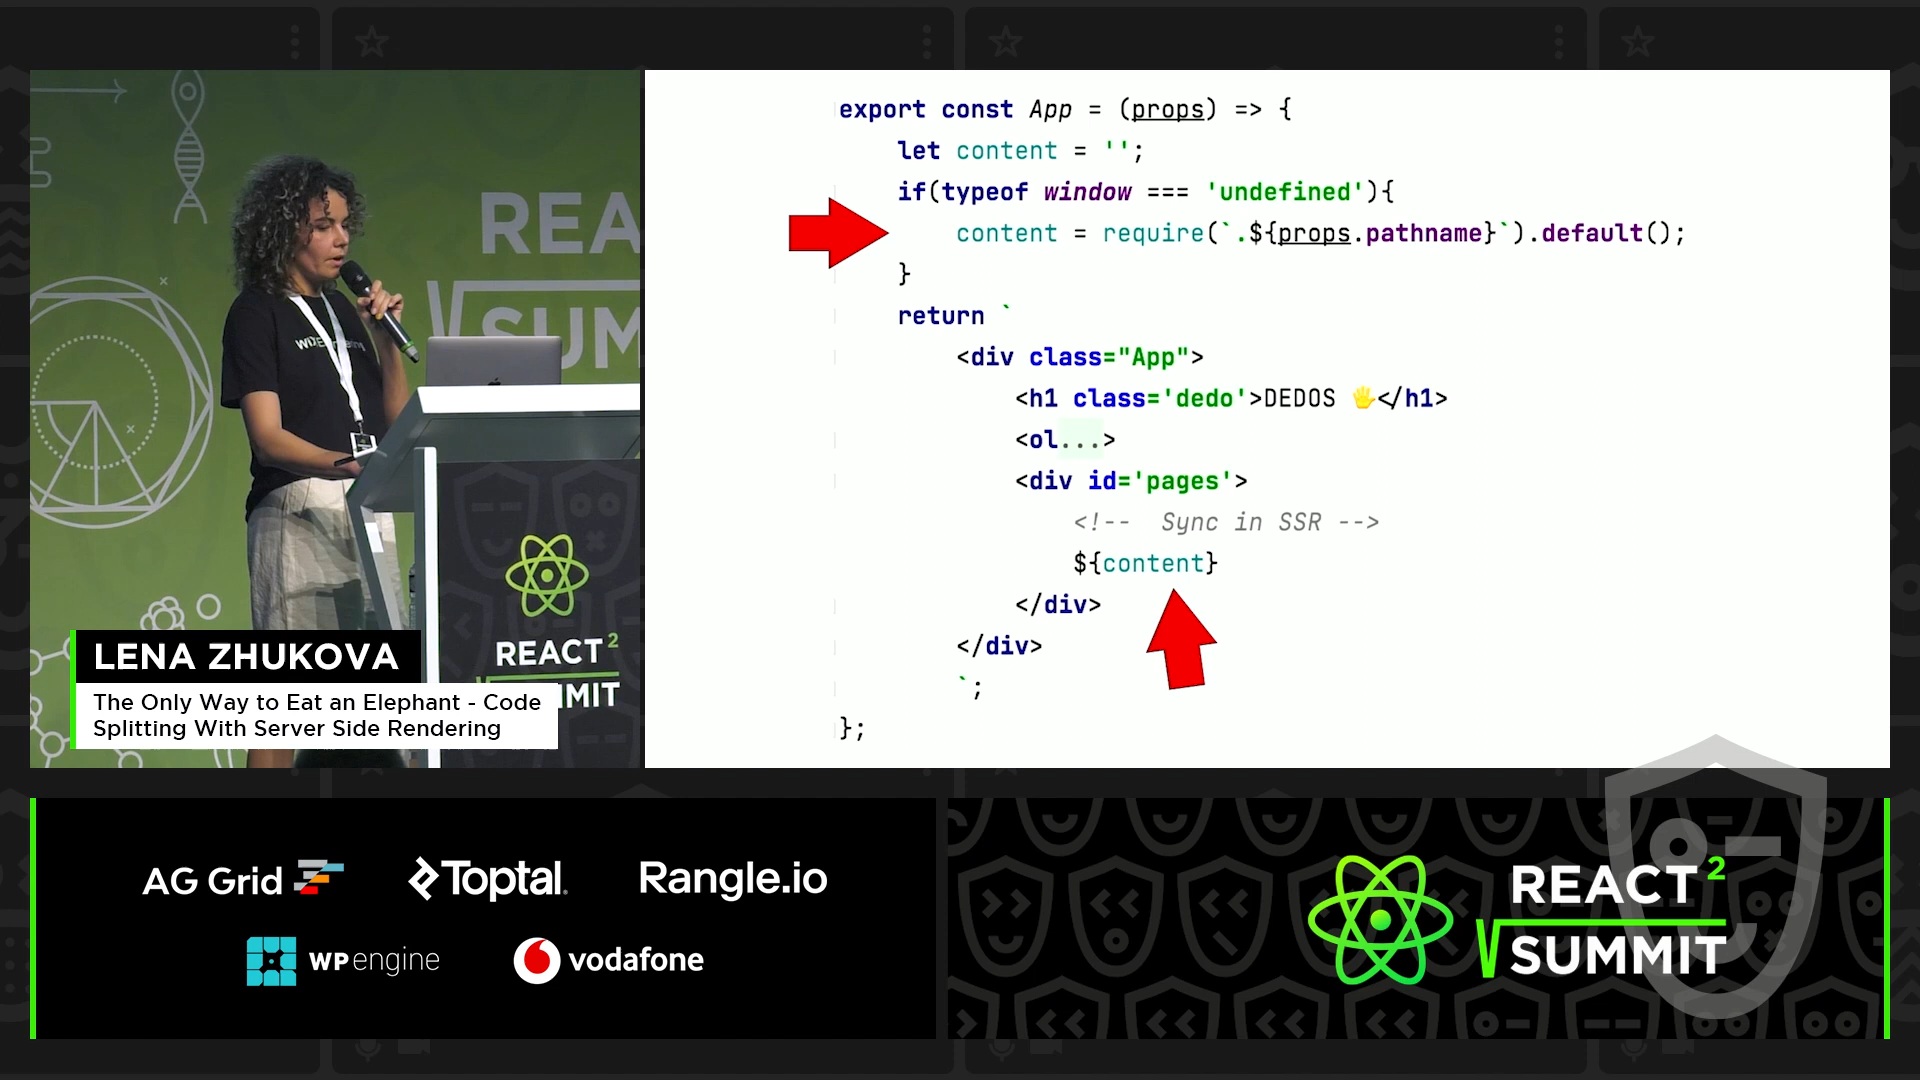 REA
SUM
WIXEngineering
REACT 2
MMIT
LENA ZHUKOVA
The Only Way to Eat an Elephant - Code
Splitting With Server Side Rendering
export const App = (props) => {
let content = '';
if(typeof window === 'undefined'){
content = require(`.${props.pathname}`).default();
}
return `
<div class="App">
<h1 class='dedo'>DEDOS 🖐</h1>
<ol...>
<div id='pages'>
<!--  Sync in SSR -->
${content}
</div>
</div>
`;
};
AG Grid
Toptal.
Rangle.io
WP engine
vodafone
REACT 2
SUMMIT